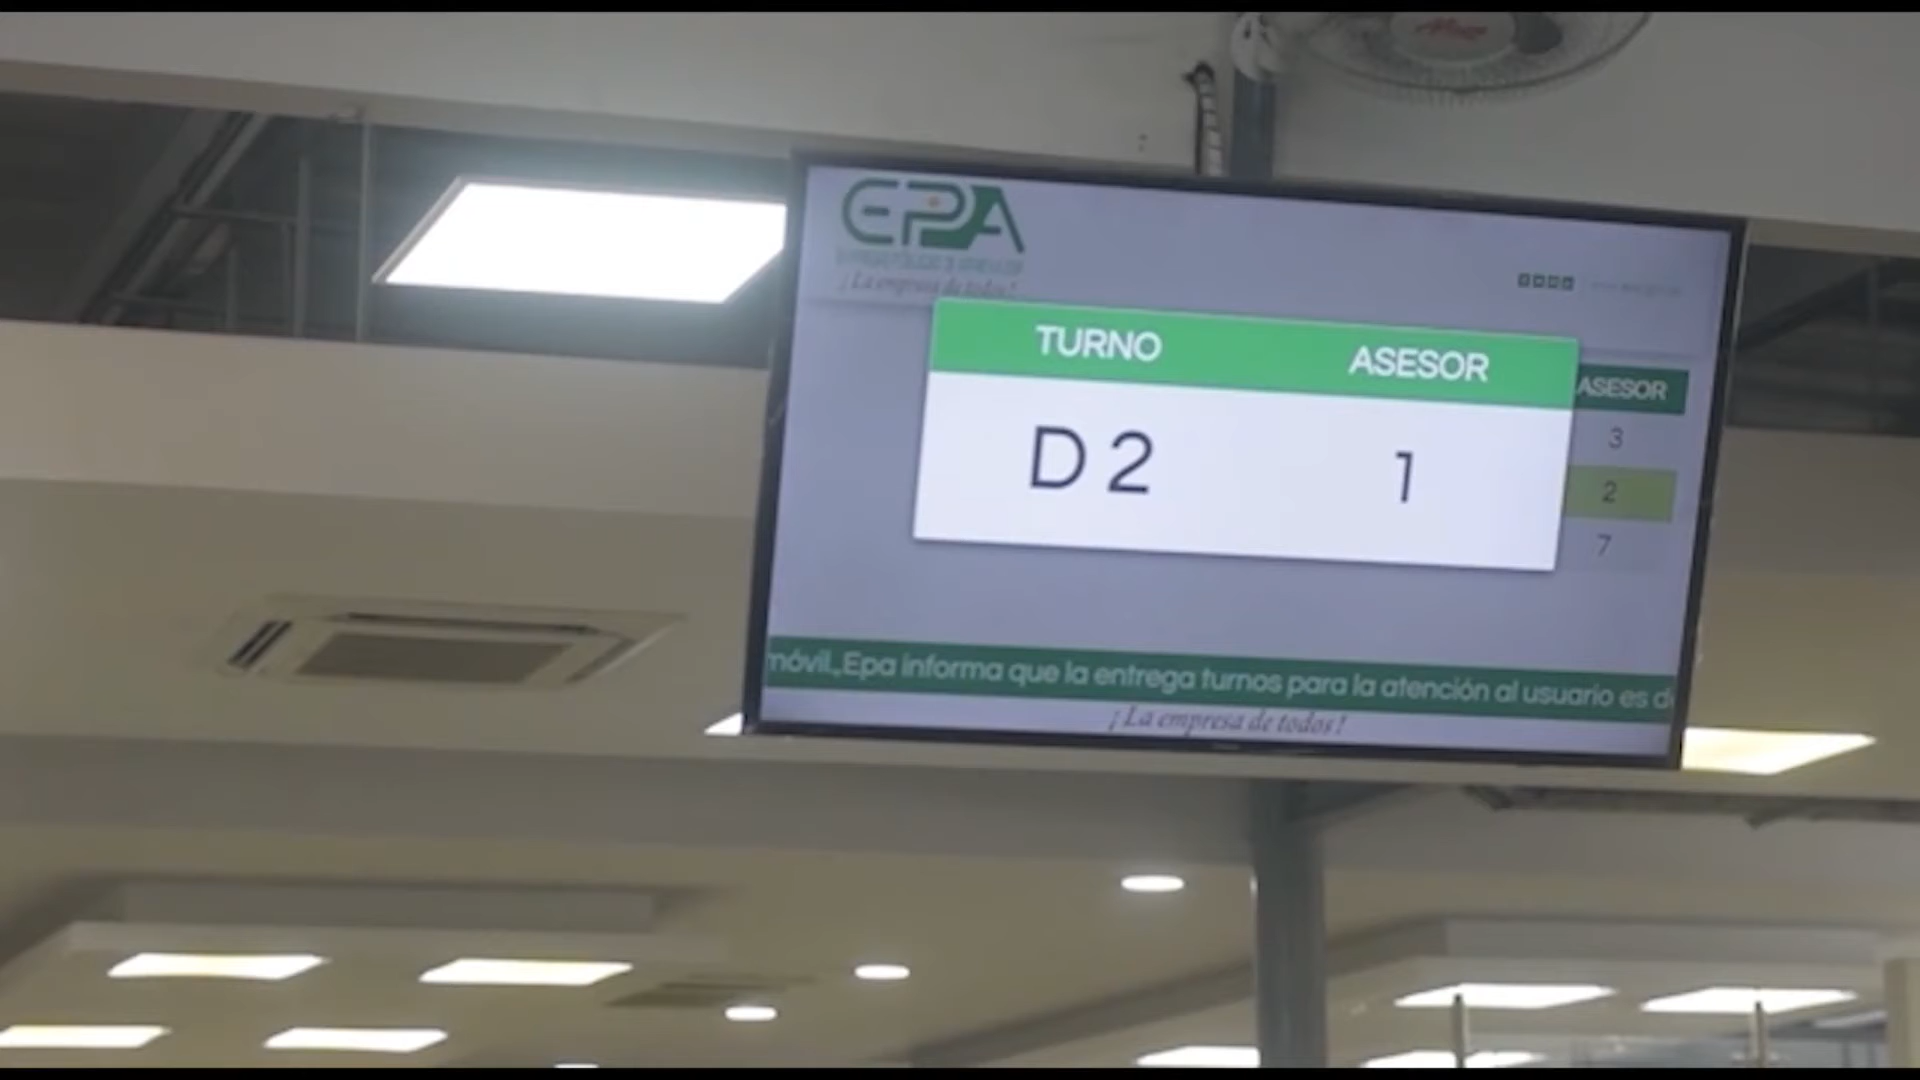 EPA
¡La empresa de todos!
TURNO ASESOR
D 2 1
ASESOR
3
2
7
móvil.,Epa informa que la entrega turnos para la atención al usuario es d
¡La empresa de todos!